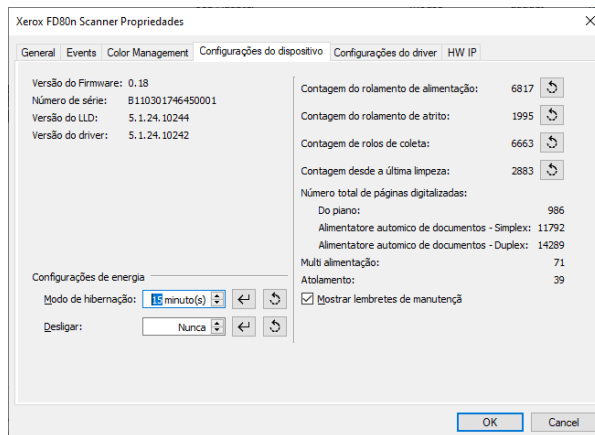 Xerox FD80n Scanner Propriedades
General Events Color Management Configurações do dispositivo Configurações do driver HW IP
Versão do Firmware: 0.18
Número de série: B110301746450001
Versão do LLD: 5.1.24.10244
Versão do driver: 5.1.24.10242
Configurações de energia
Modo de hibernação: 15 minuto(s)
Desligar: Nunca
Contagem do rolamento de alimentação: 6817
Contagem do rolamento de atrito: 1995
Contagem de rolos de coleta: 6663
Contagem desde a última limpeza: 2883
Número total de páginas digitalizadas:
Do piano: 986
Alimentatore automico de documentos - Simplex: 11792
Alimentatore automico de documentos - Duplex: 14289
Multi alimentação: 71
Atolamento: 39
Mostrar lembretes de manutençã
OK Cancel